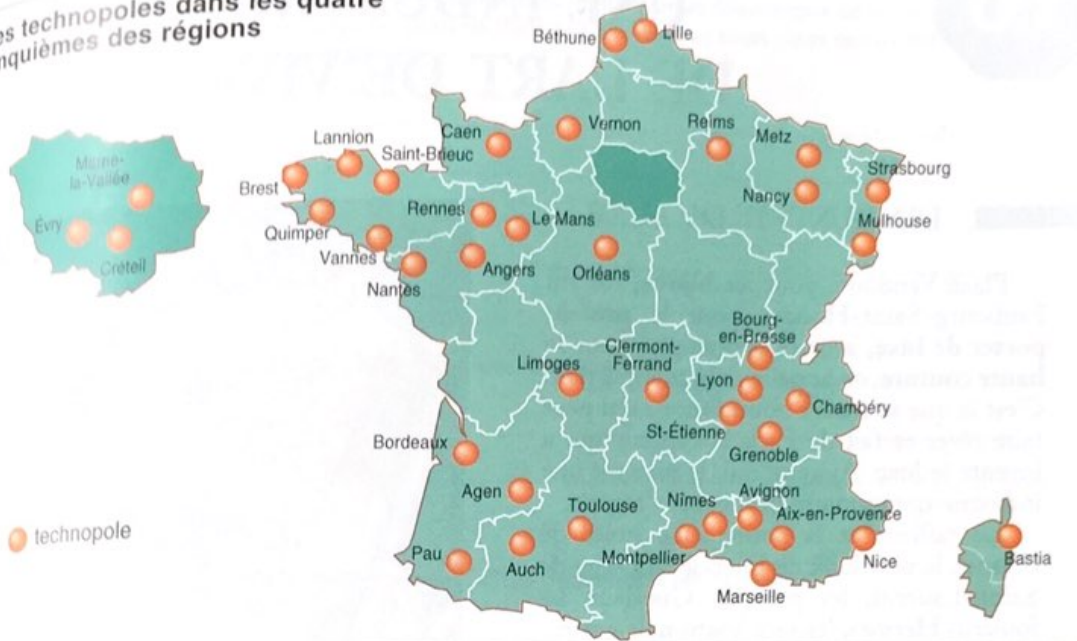 es technopoles dans les quatre
nquièmes des régions
Béthune
Lille
Vernon
Caen
Reims
Metz
Lannion
Saint-Brieuc
Strasbourg
Marne-
la-Vallée
Brest
Nancy
Rennes
Le Mans
Mulhouse
Évry
Quimper
Créteil
Vannes
Angers
Orléans
Nantes
Bourg-
en-Bresse
Clermont-
Ferrand
Limoges
Lyon
Chambéry
St-Étienne
Bordeaux
Grenoble
Agen
Avignon
Nîmes
Toulouse
Aix-en-Provence
technopole
Pau
Auch
Montpellier
Nice
Bastia
Marseille